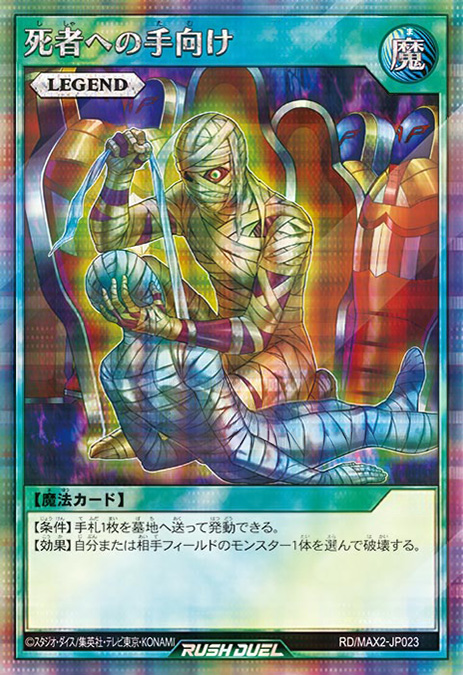 死者への手向け
魔
LEGEND
【魔法カード】
【条件】手札1枚を墓地へ送って発動できる。
【効果】自分または相手フィールドのモンスター1体を選んで破壊する。
©スタジオ・ダイス/集英社・テレビ東京・KONAMI
RUSH DUEL
RD/MAX2-JP023